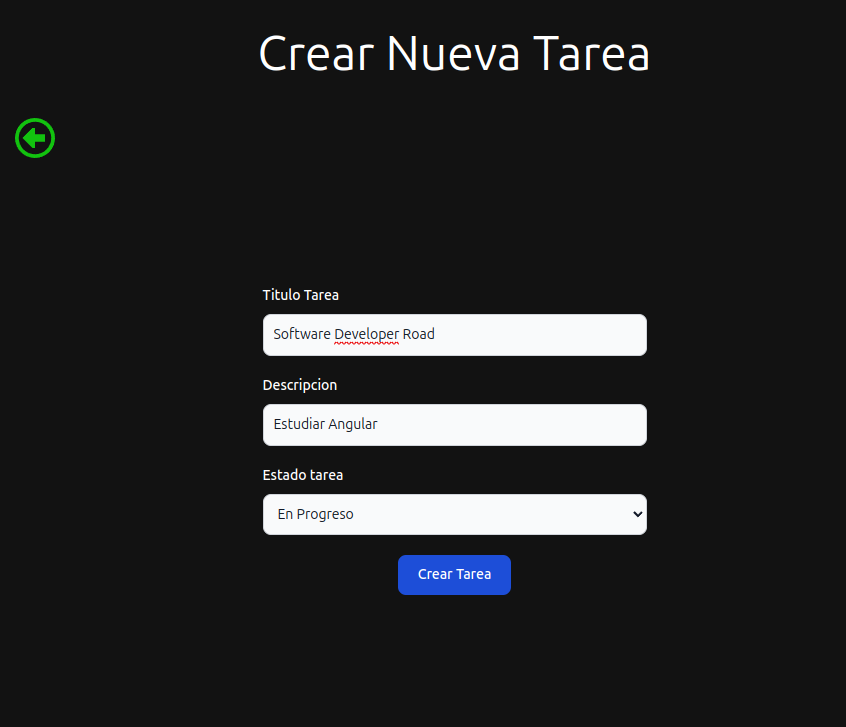 Crear Nueva Tarea
Titulo Tarea
Software Developer Road
Descripcion
Estudiar Angular
Estado tarea
En Progreso
Crear Tarea